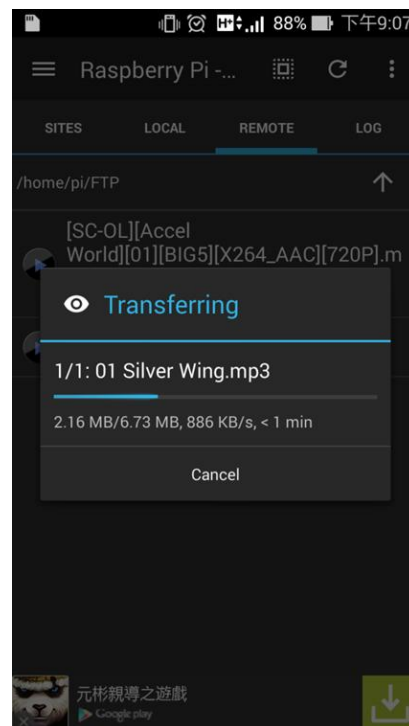 H+ 88% 下午9:07
Raspberry Pi -...
SITES LOCAL REMOTE LOG
/home/pi/FTP
[SC-OL][Accel
World][01][BIG5][X264_AAC][720P].m
Transferring
1/1: 01 Silver Wing.mp3
2.16 MB/6.73 MB, 886 KB/s, < 1 min
Cancel
元彬親導之遊戲
Google play